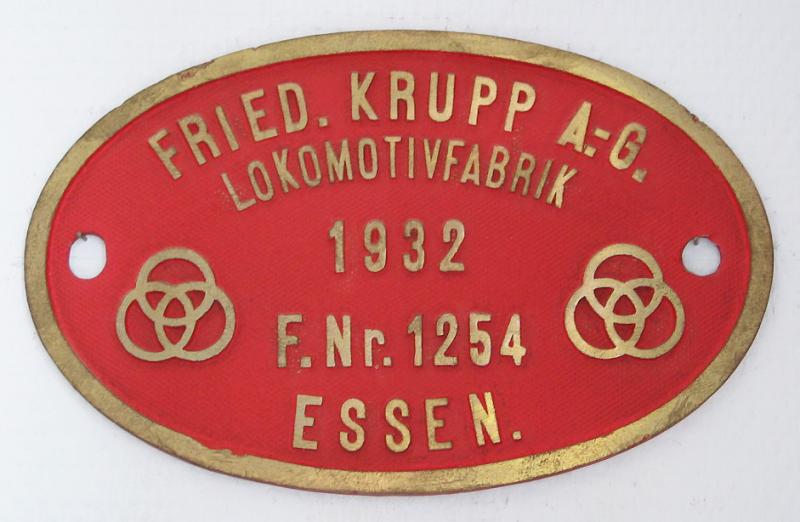 FRIED. KRUPP A.-G.
LOKOMOTIVFABRIK
1932
F.Nr.1254
ESSEN.